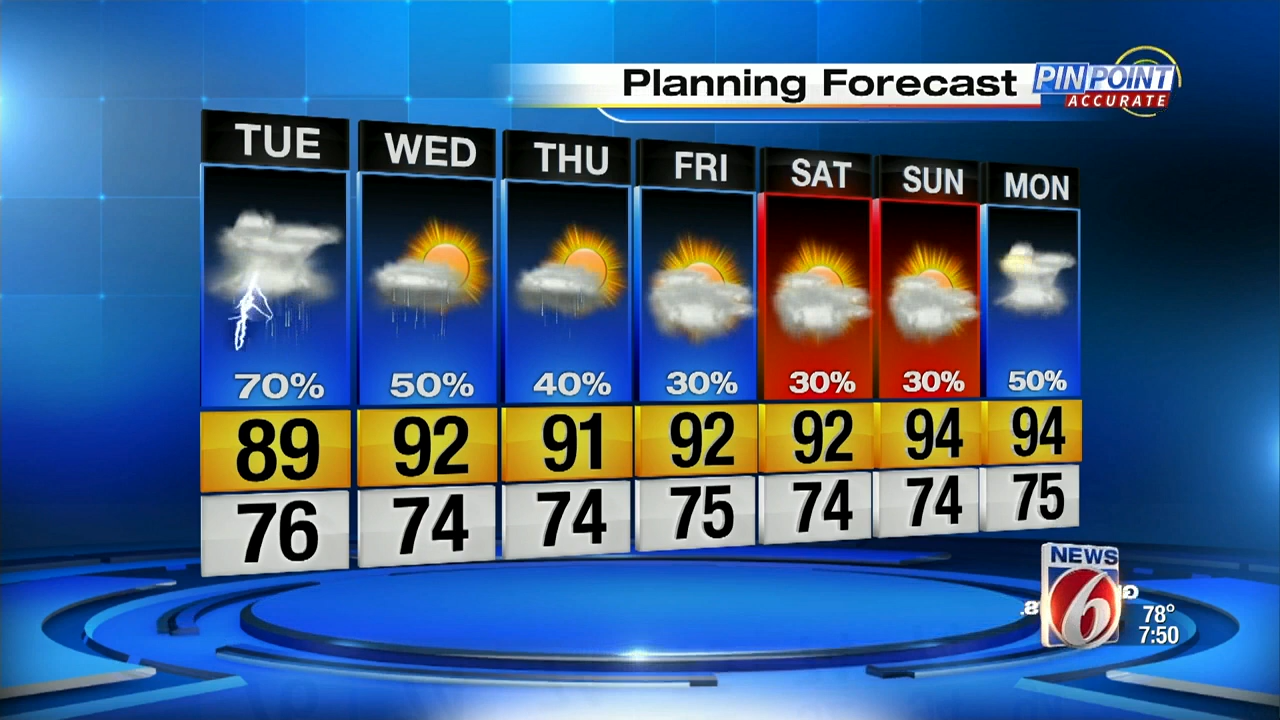 Planning Forecast
PINPOINT
ACCURATE
TUE WED THU FRI SAT SUN MON
70% 50% 40% 30% 30% 30% 50%
89 92 91 92 92 94 94
76 74 74 75 74 74 75
NEWS
6
78°
7:50